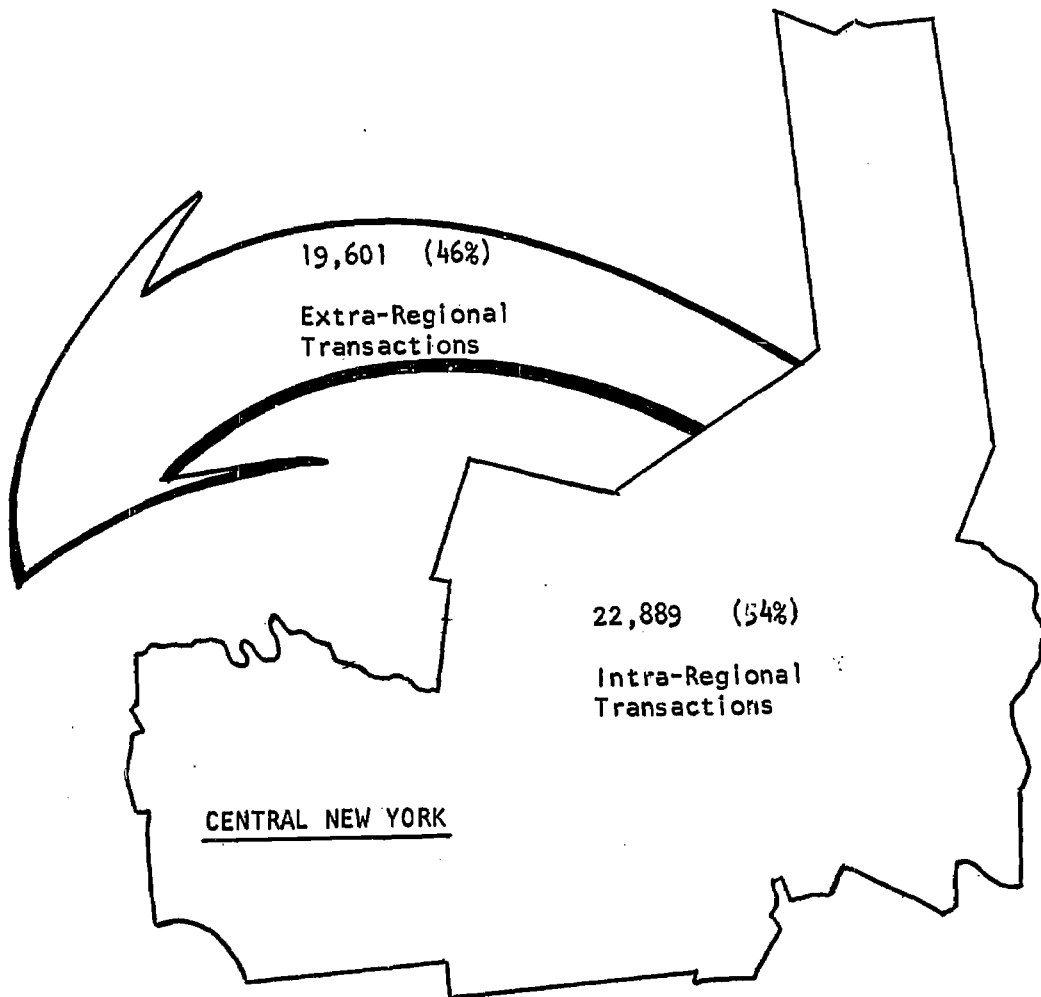 19,601 (46%)
Extra-Regional
Transactions
22,889 (54%)
Intra-Regional
Transactions
CENTRAL NEW YORK